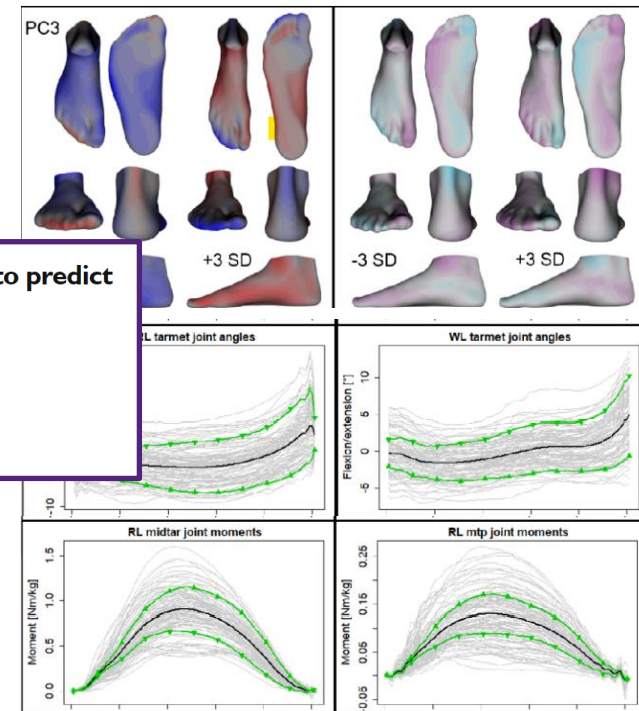 PC3
to predict
+3 SD
-3 SD
+3 SD
RL tarmet joint angles
-10
WL tarmet joint angles
Flexion/extension [°]
10
5
0
-5
RL midtar joint moments
Moment [Nm/kg]
1.5
1.0
0.5
0.0
RL mtp joint moments
Moment [Nm/kg]
0.25
0.15
0.05
-0.05